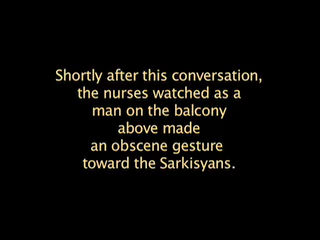 Shortly after this conversation,
the nurses watched as a
man on the balcony
above made
an obscene gesture
toward the Sarkisyans.